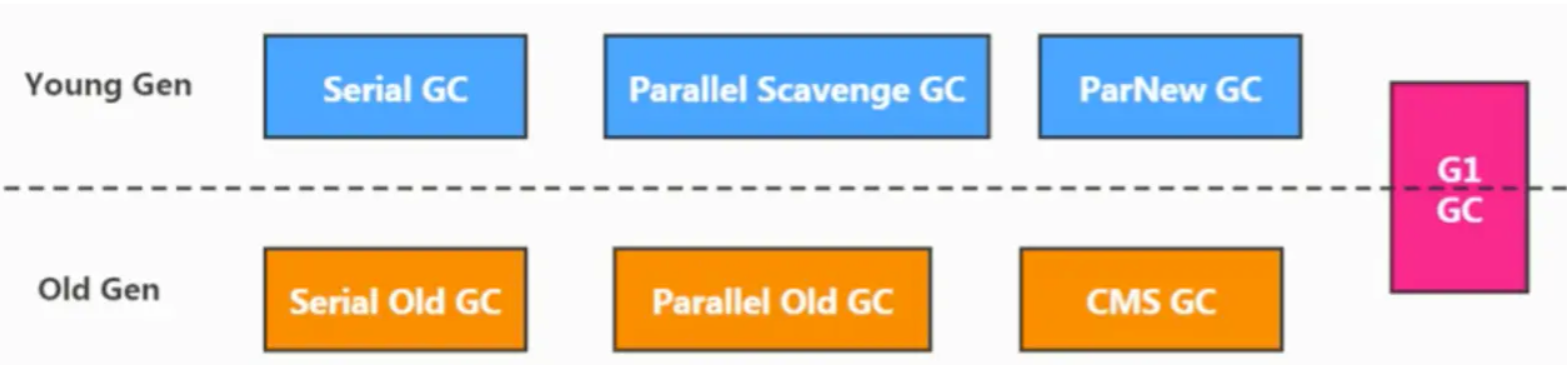 Young Gen
Serial GC
Parallel Scavenge GC
ParNew GC
G1
GC
Old Gen
Serial Old GC
Parallel Old GC
CMS GC